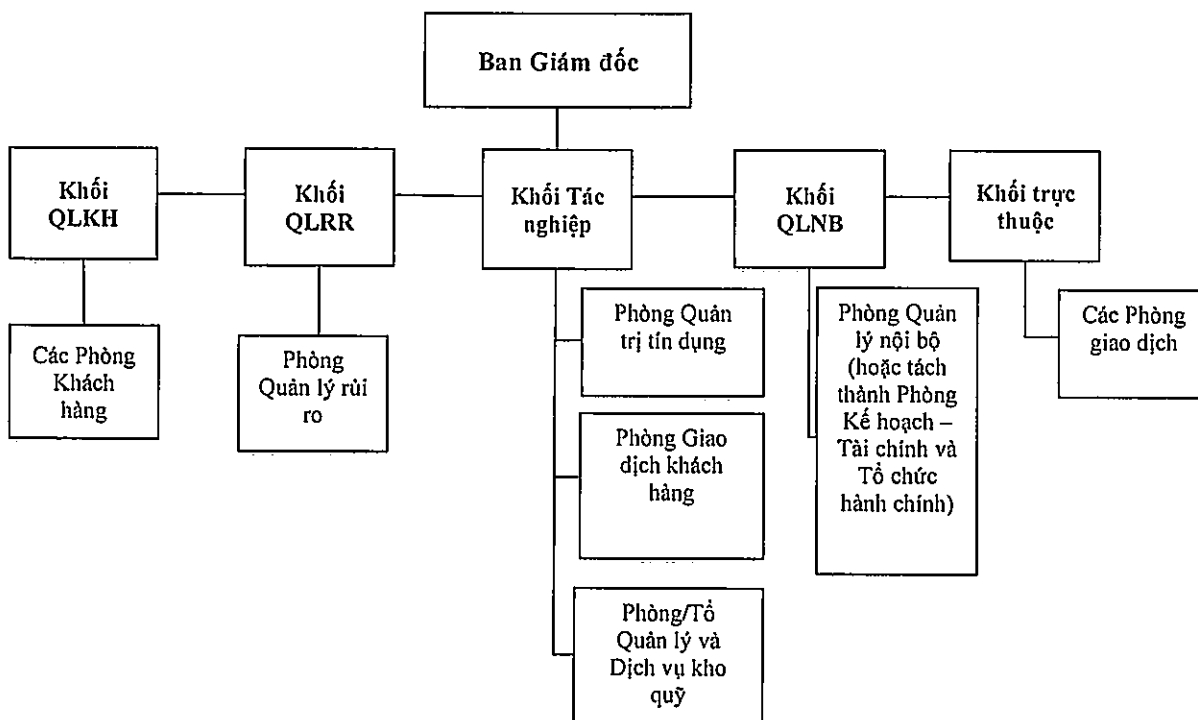 Ban Giám đốc
Khối
QLKH
Khối
QLRR
Khối Tác
nghiệp
Khối
QLNB
Khối trực
thuộc
Các Phòng
Khách
hàng
Phòng
Quản lý rủi
ro
Phòng Quản
trị tín dụng
Phòng Giao
dịch khách
hàng
Phòng/Tổ
Quản lý và
Dịch vụ kho
quỹ
Phòng Quản
lý nội bộ
(hoặc tách
thành Phòng
Kế hoạch –
Tài chính và
Tổ chức
hành chính)
Các Phòng
giao dịch